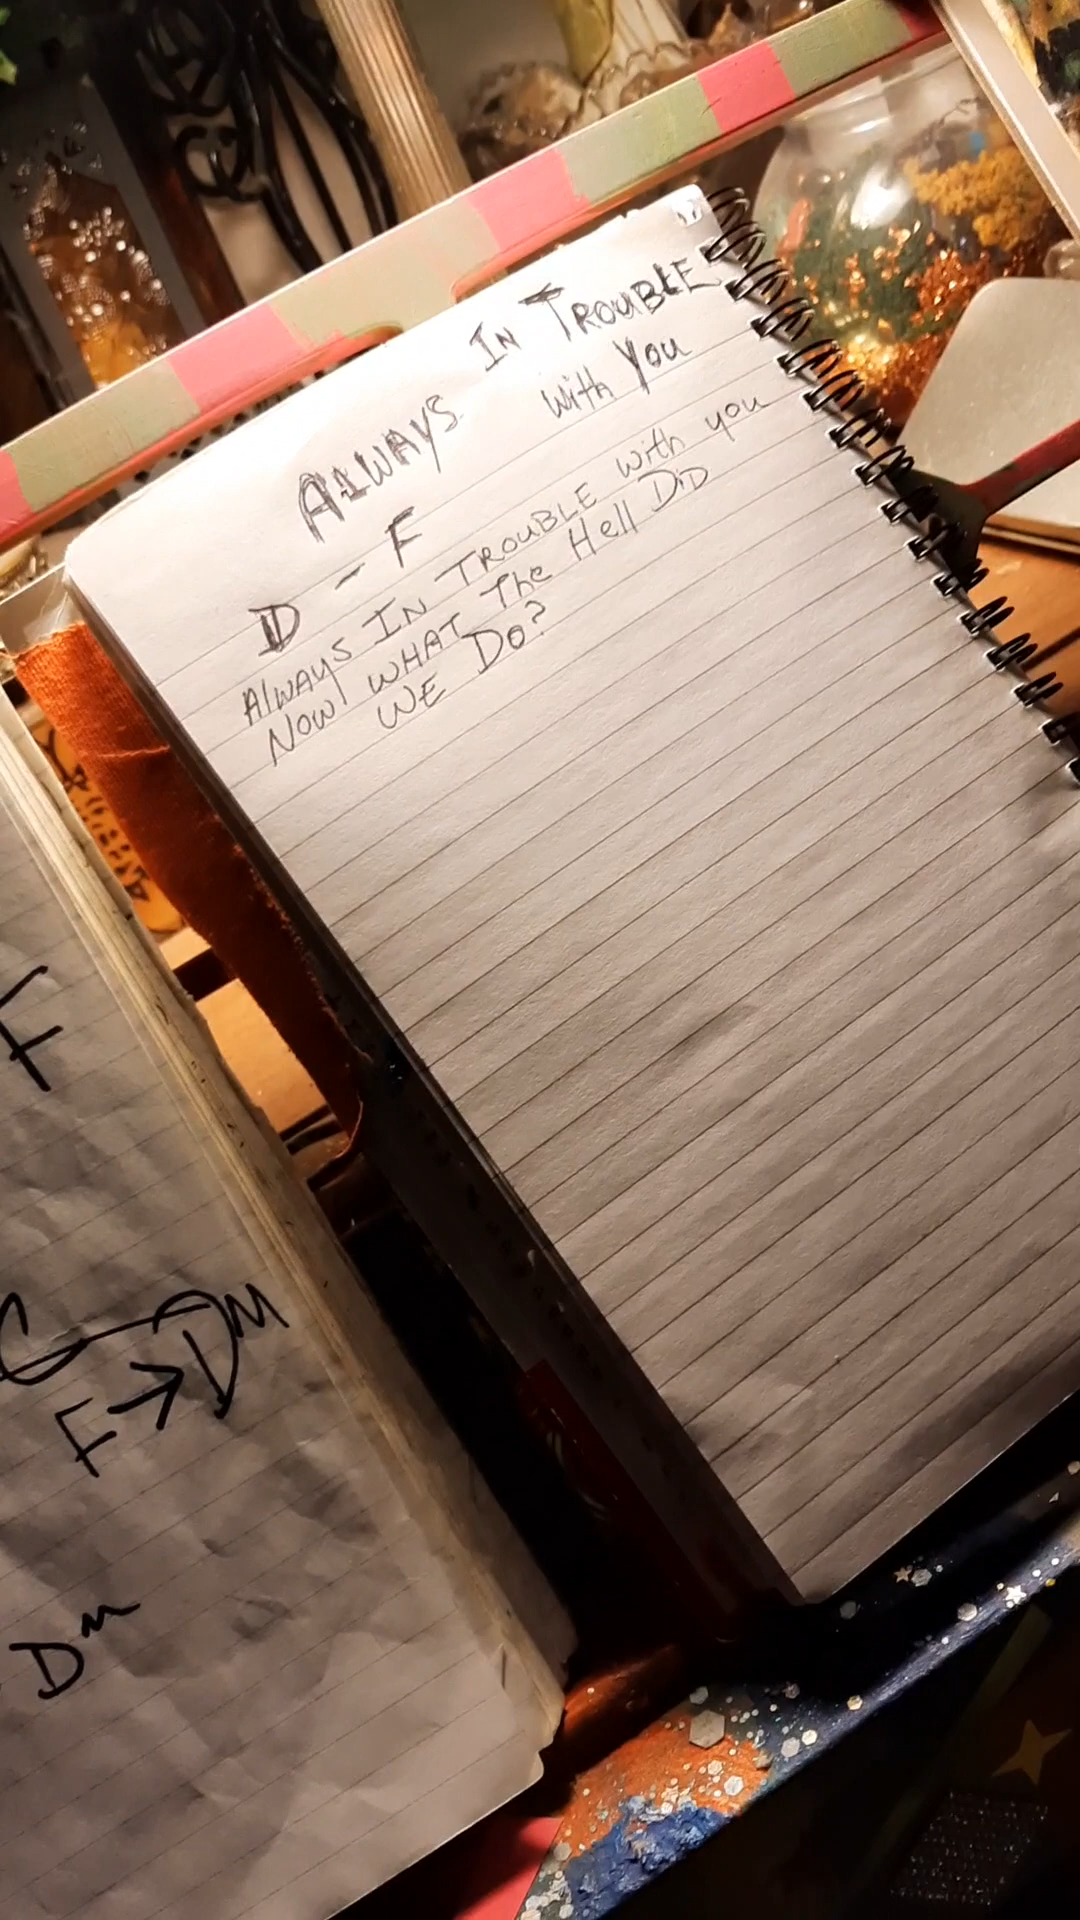 ALWAYS IN TROUBLE
with You
D - F
AlWAYS IN TROUBLE with you
Now WHAT The Hell DiD
WE Do?
F
G Dm
F → D
Dm